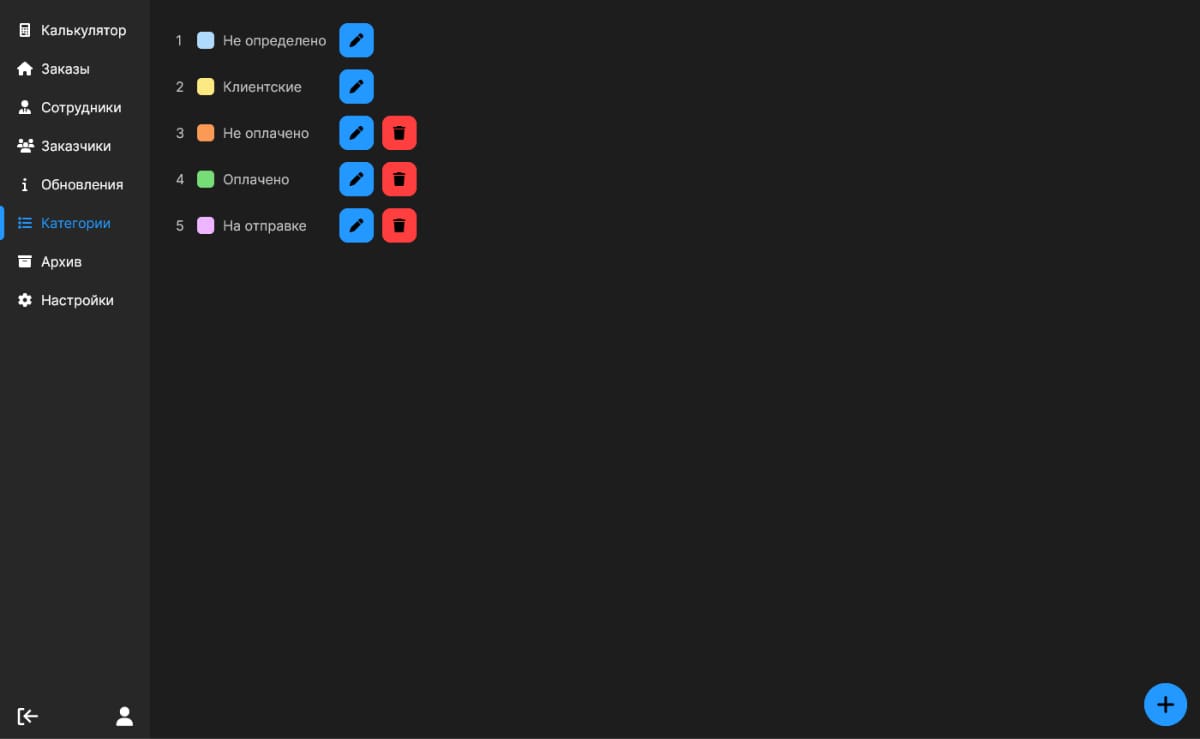 Калькулятор
Заказы
Сотрудники
Заказчики
Обновления
Категории
Архив
Настройки
1 Не определено
2 Клиентские
3 Не оплачено
4 Оплачено
5 На отправке